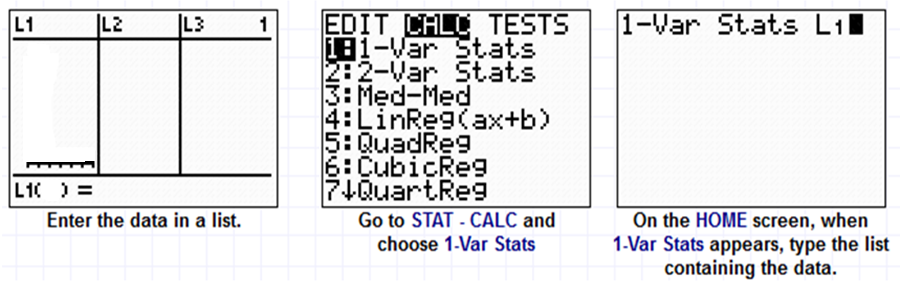 L1 L2 L3 1
L1( ) =
Enter the data in a list.
EDIT CALC TESTS
1:1-Var Stats
2:2-Var Stats
3:Med-Med
4:LinReg(ax+b)
5:QuadReg
6:CubicReg
7↓QuartReg
Go to STAT - CALC and
choose 1-Var Stats
1-Var Stats L1
On the HOME screen, when
1-Var Stats appears, type the list
containing the data.